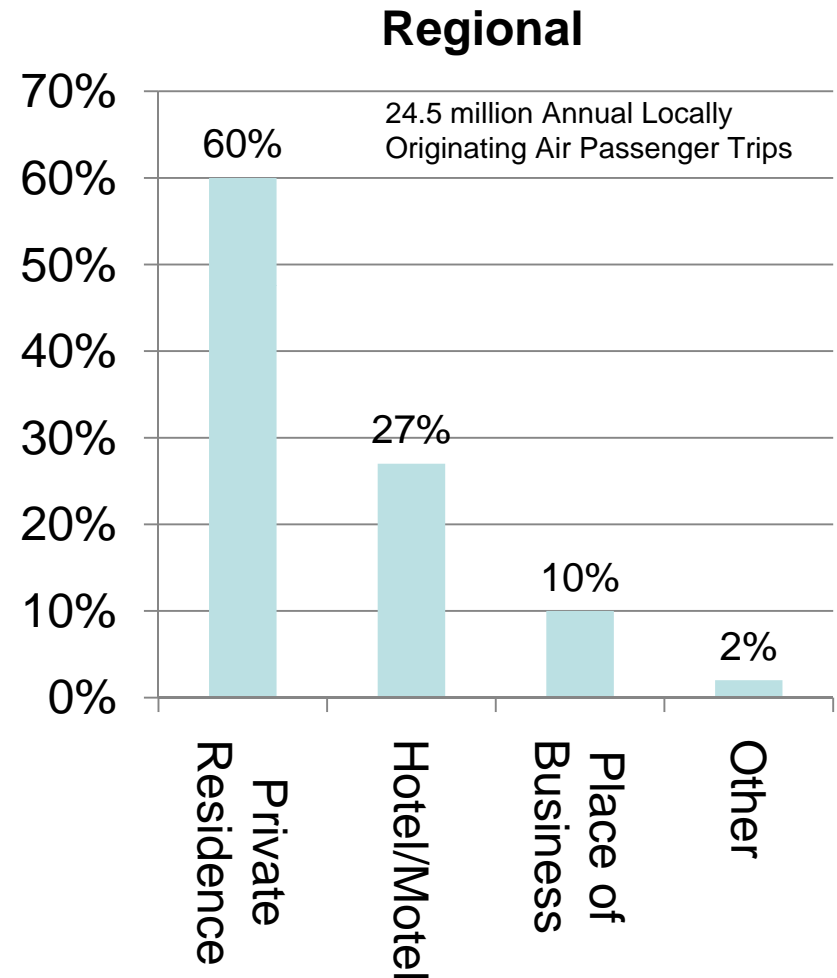 Regional
70%
60%
50%
40%
30%
20%
10%
0%
24.5 million Annual Locally
Originating Air Passenger Trips
60%
27%
10%
2%
Private
Residence
Hotel/Motel
Place of
Business
Other